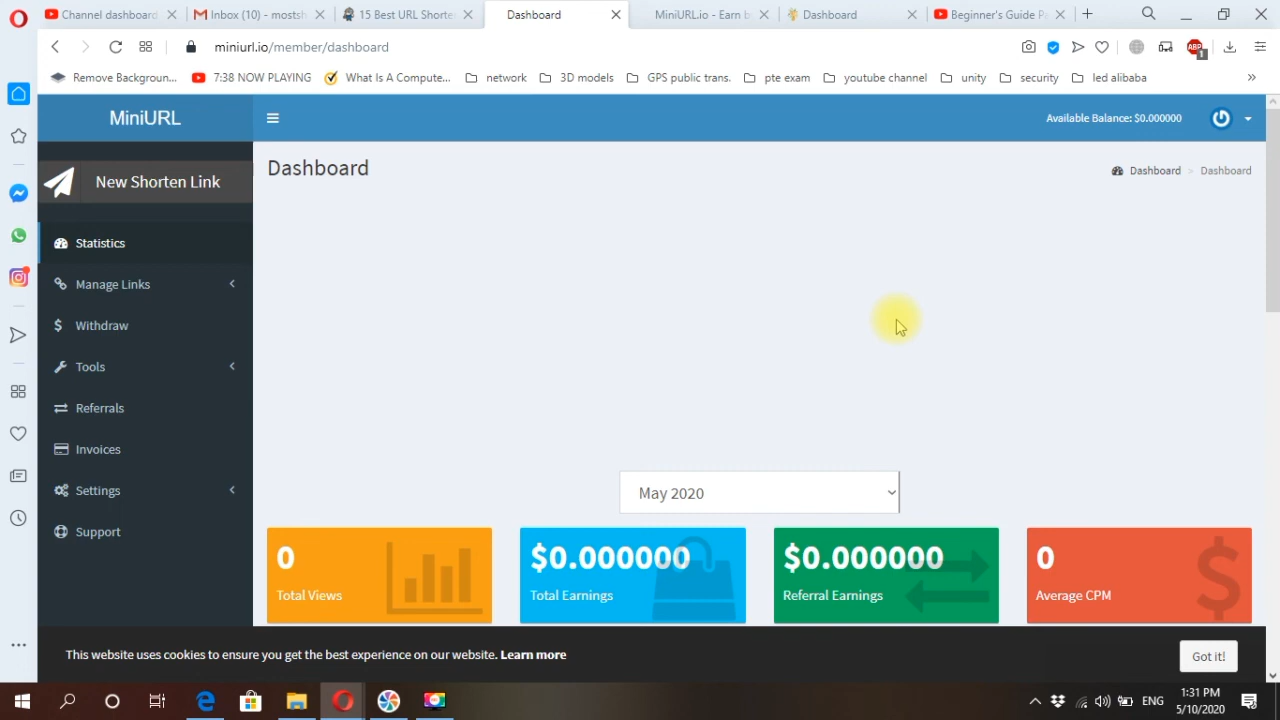 Channel dashboard
Inbox (10) - mostsh
15 Best URL Shorte
Dashboard
MiniURL.io - Earn b
Dashboard
Beginner's Guide P
miniurl.io/member/dashboard
ABP
1
Remove Backgroun...
7:38 NOW PLAYING
What Is A Compute...
network
3D models
GPS public trans.
pte exam
youtube channel
unity
security
led alibaba
MiniURL
Available Balance: $0.000000
New Shorten Link
Dashboard
Dashboard > Dashboard
Statistics
Manage Links
Withdraw
Tools
Referrals
Invoices
Settings
Support
May 2020
0
Total Views
$0.000000
Total Earnings
$0.000000
Referral Earnings
0
Average CPM
This website uses cookies to ensure you get the best experience on our website. Learn more
Got it!
ENG
1:31 PM
5/10/2020